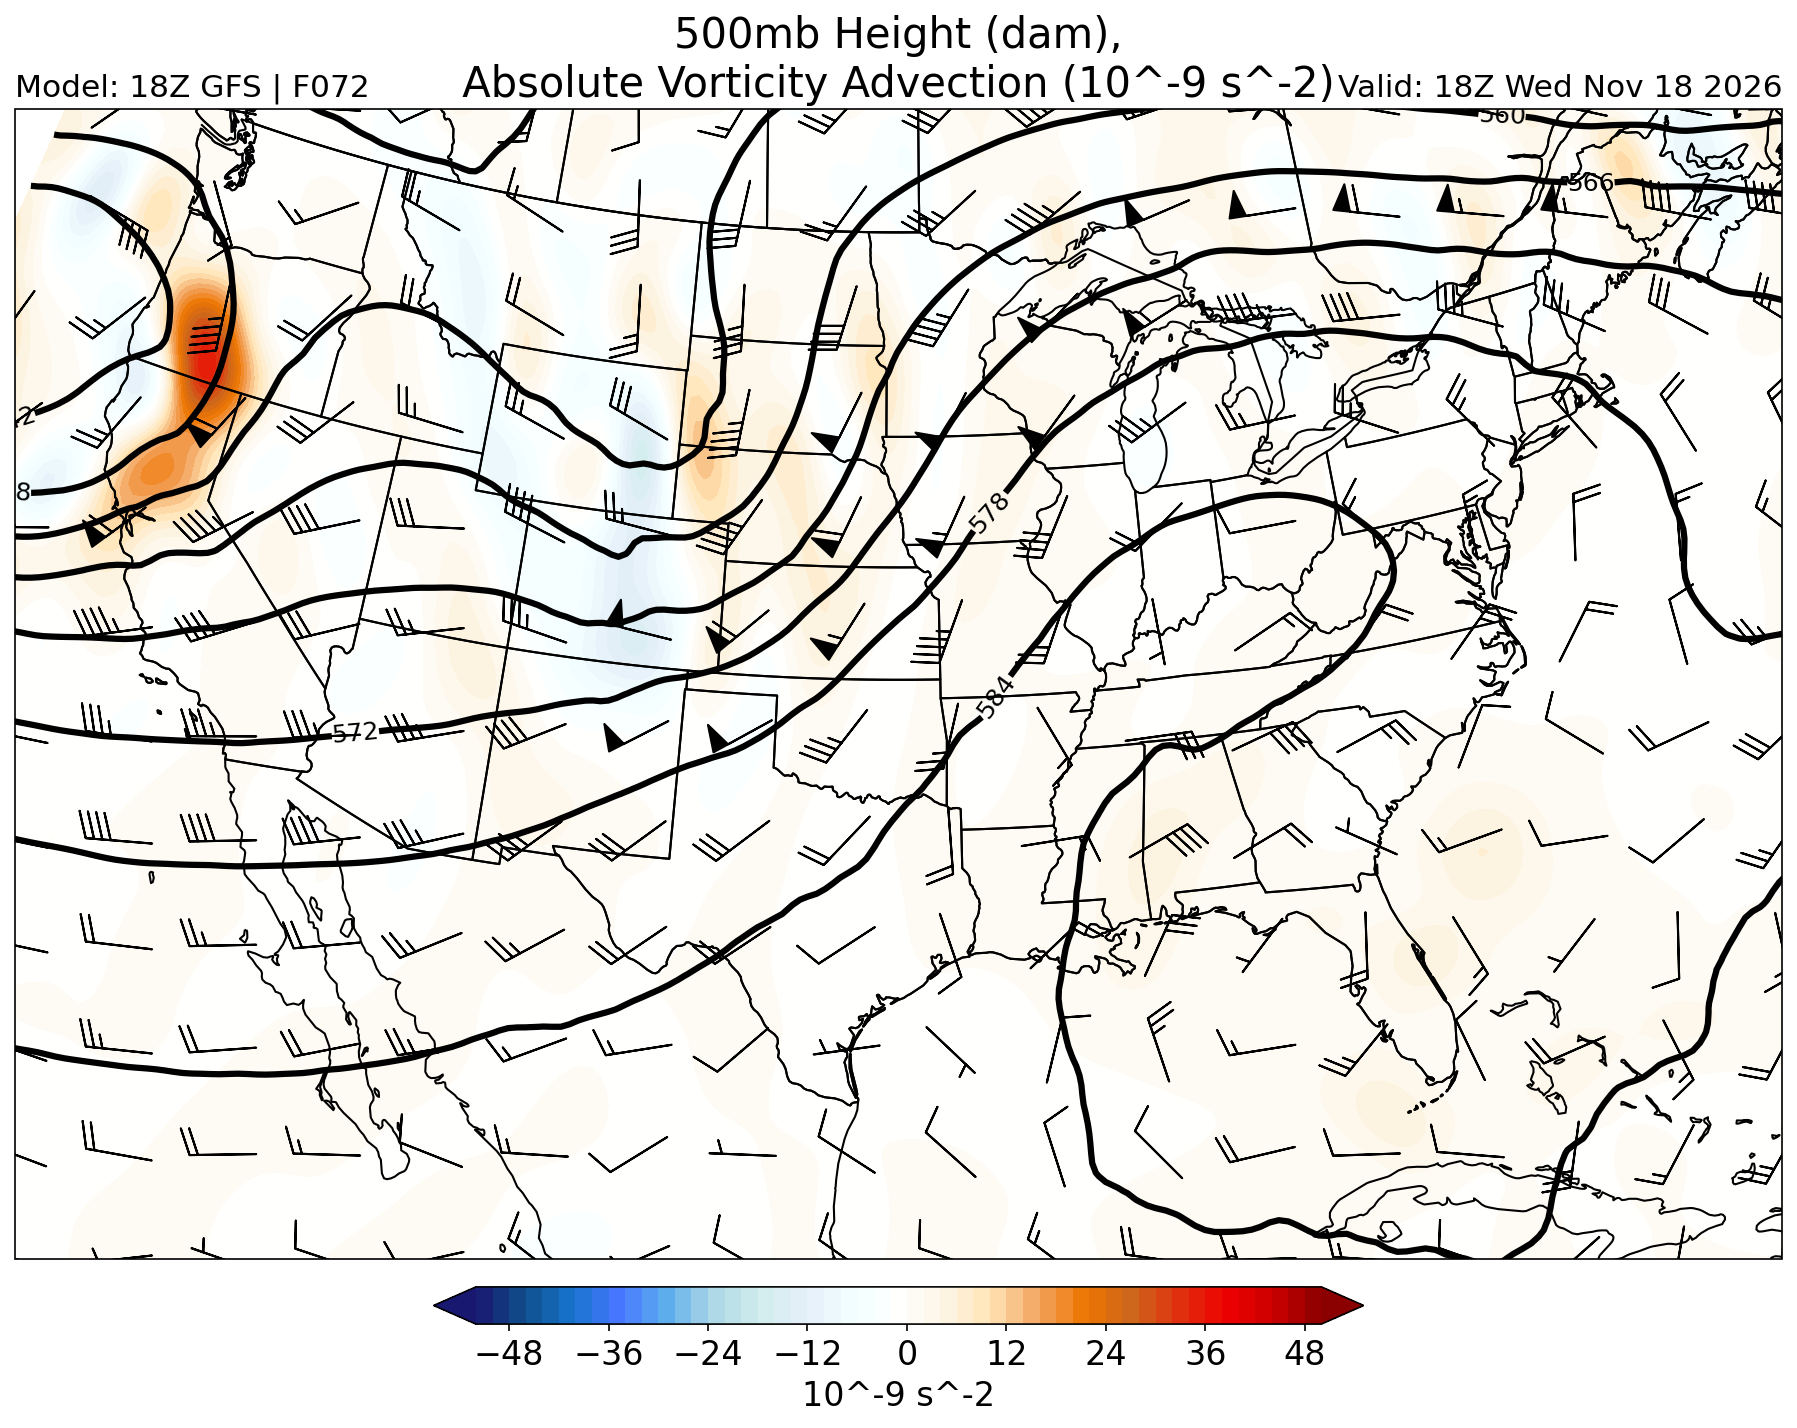 500mb Height (dam),
Absolute Vorticity Advection (10^-9 s^-2)
Model: 18Z GFS | F072
Valid: 18Z Wed Nov 18 2026
560
566
578
584
572
8
−48 −36 −24 −12 0 12 24 36 48
10^-9 s^-2